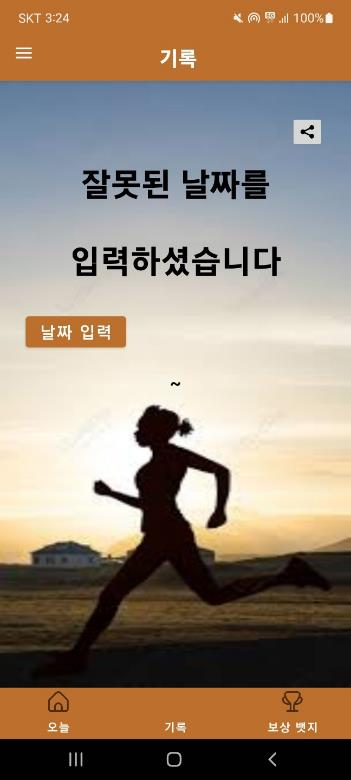 SKT 3:24
100%
기록
잘못된 날짜를
입력하셨습니다
날짜 입력
~
오늘
기록
보상 뱃지